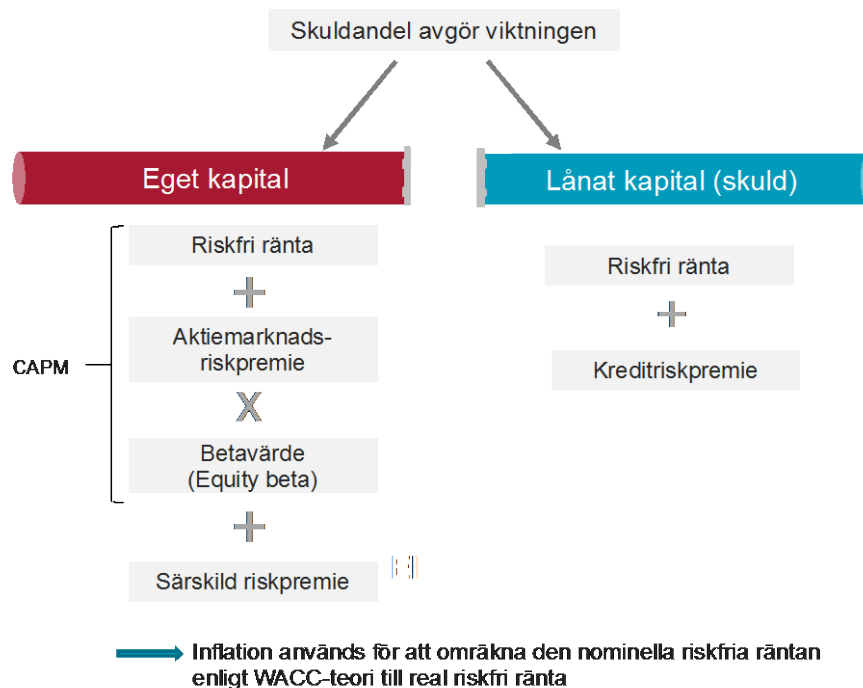 Skuldandel avgör viktningen
Eget kapital
Lånat kapital (skuld)
Riskfri ränta
+
Aktiemarknads-
riskpremie
X
Betavärde
(Equity beta)
+
Särskild riskpremie
CAPM
Riskfri ränta
+
Kreditriskpremie
Inflation används för att omräkna den nominella riskfria räntan
enligt WACC-teori till real riskfri ränta